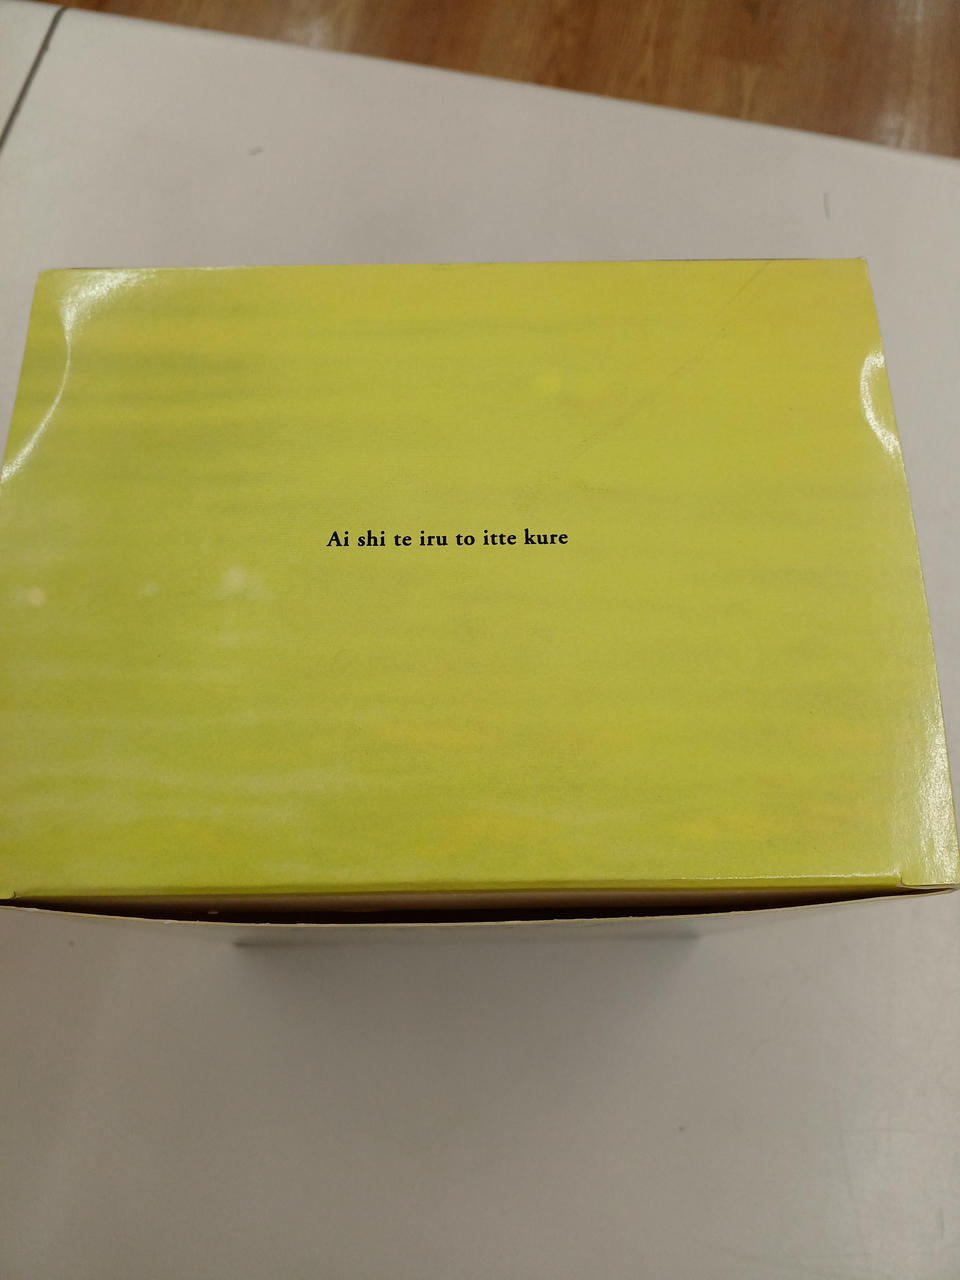 Ai shi te iru to itte kure